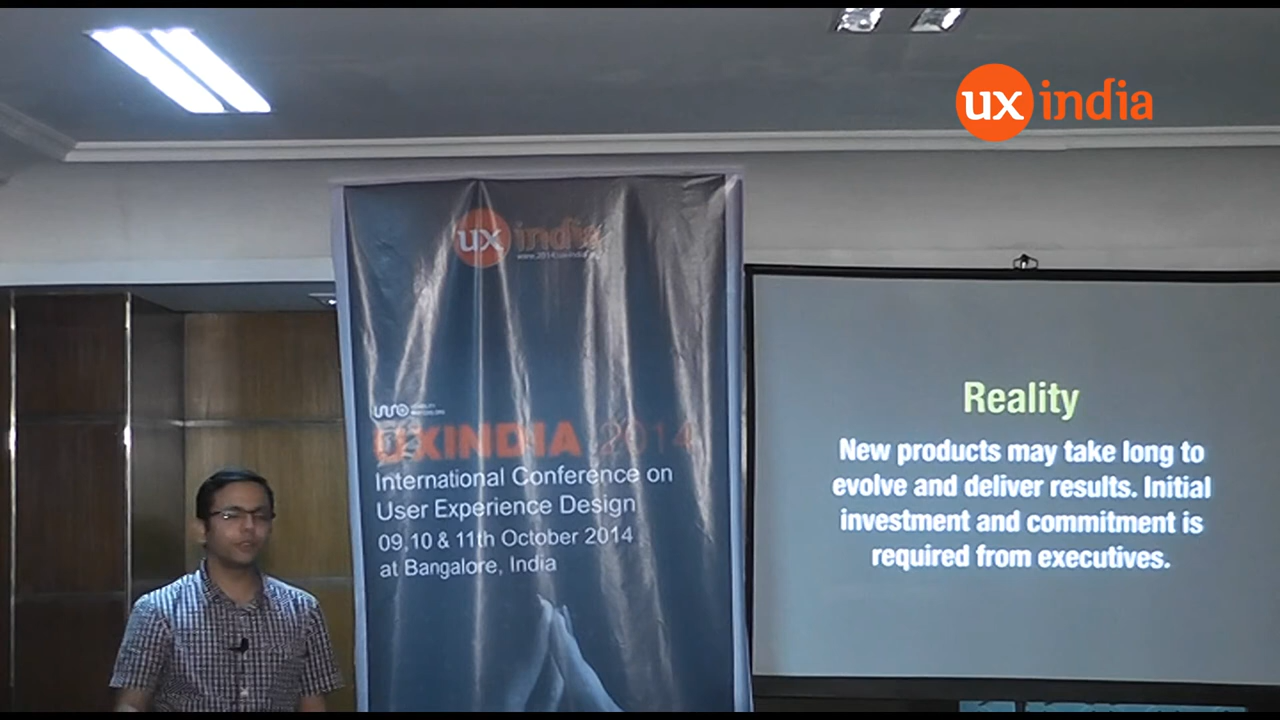 ux india
ux india
UXINDIA 2014
International Conference on
User Experience Design
09,10 & 11th October 2014
at Bangalore, India
Reality
New products may take long to
evolve and deliver results. Initial
investment and commitment is
required from executives.